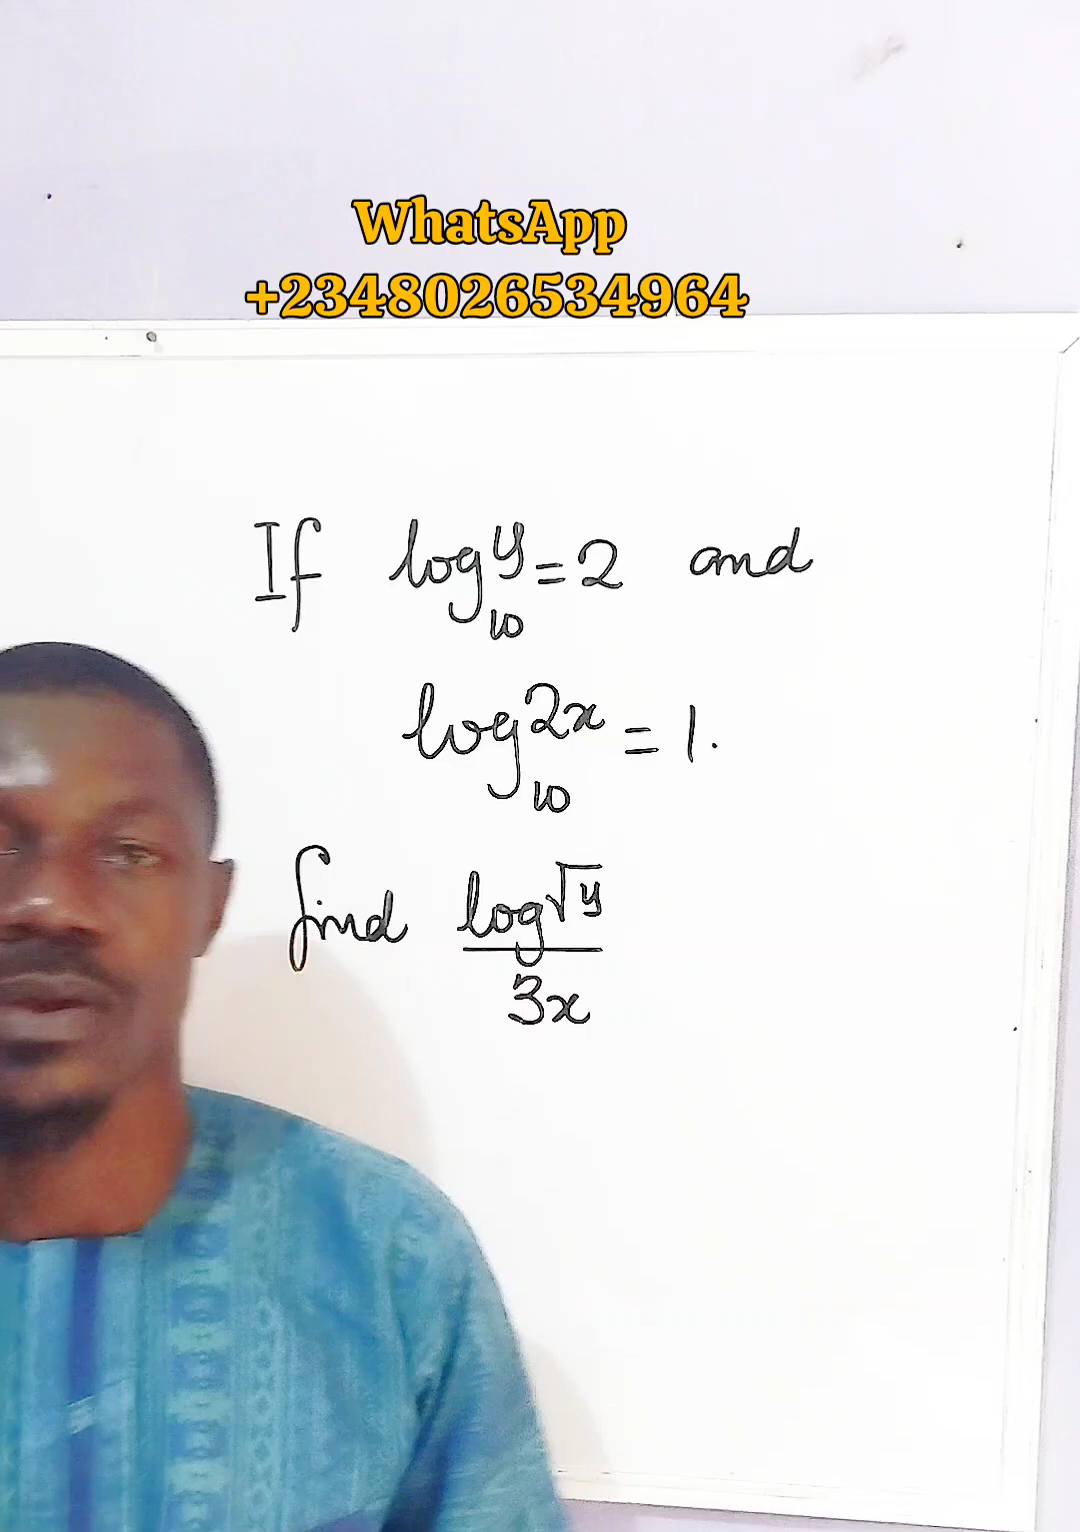 WhatsApp
+2348026534964
If log₁₀ y = 2 and
log₁₀ 2x = 1.
find log √y
3x